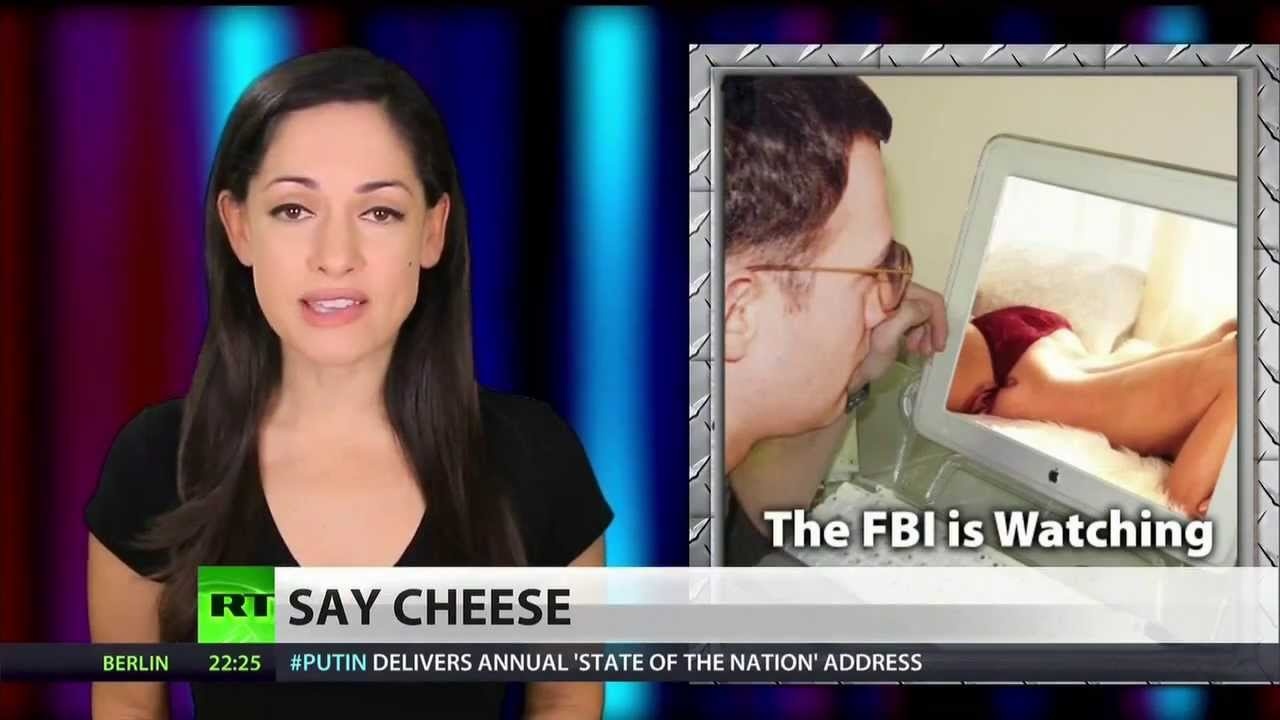 The FBI is Watching
RT SAY CHEESE
BERLIN 22:25 #PUTIN DELIVERS ANNUAL 'STATE OF THE NATION' ADDRESS